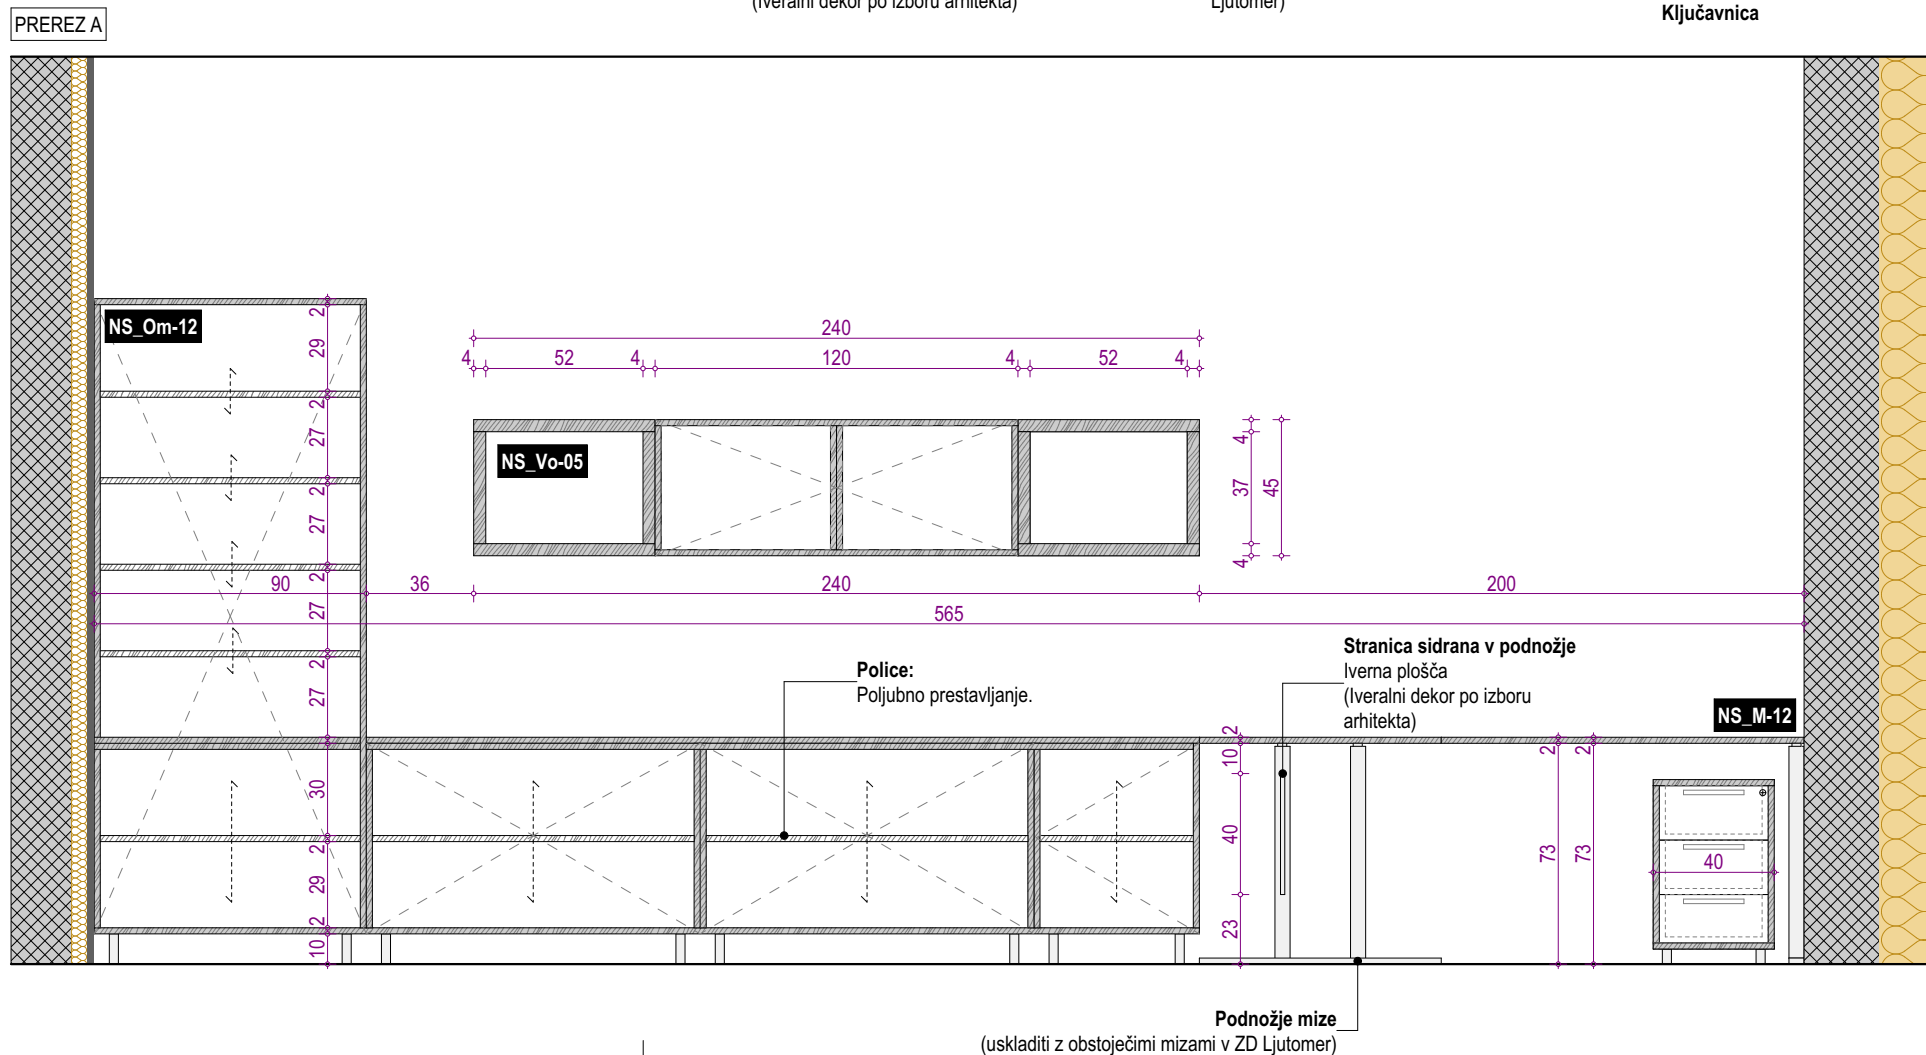 (Iveralni dekor po izboru arhitekta)
Ljutomer)
Ključavnica
PREREZ A
NS_Om-12
2
29
2
27
2
27
2
27
2
27
30
2
29
2
10
240
4
52
4
120
4
52
4
NS_Vo-05
4
37
4
45
90
36
240
200
565
Police:
Poljubno prestavljanje.
Stranica sidrana v podnožje
Iverna plošča
(Iveralni dekor po izboru
arhitekta)
NS_M-12
2
10
40
23
2
73
2
73
40
Podnožje mize
(uskladiti z obstoječimi mizami v ZD Ljutomer)